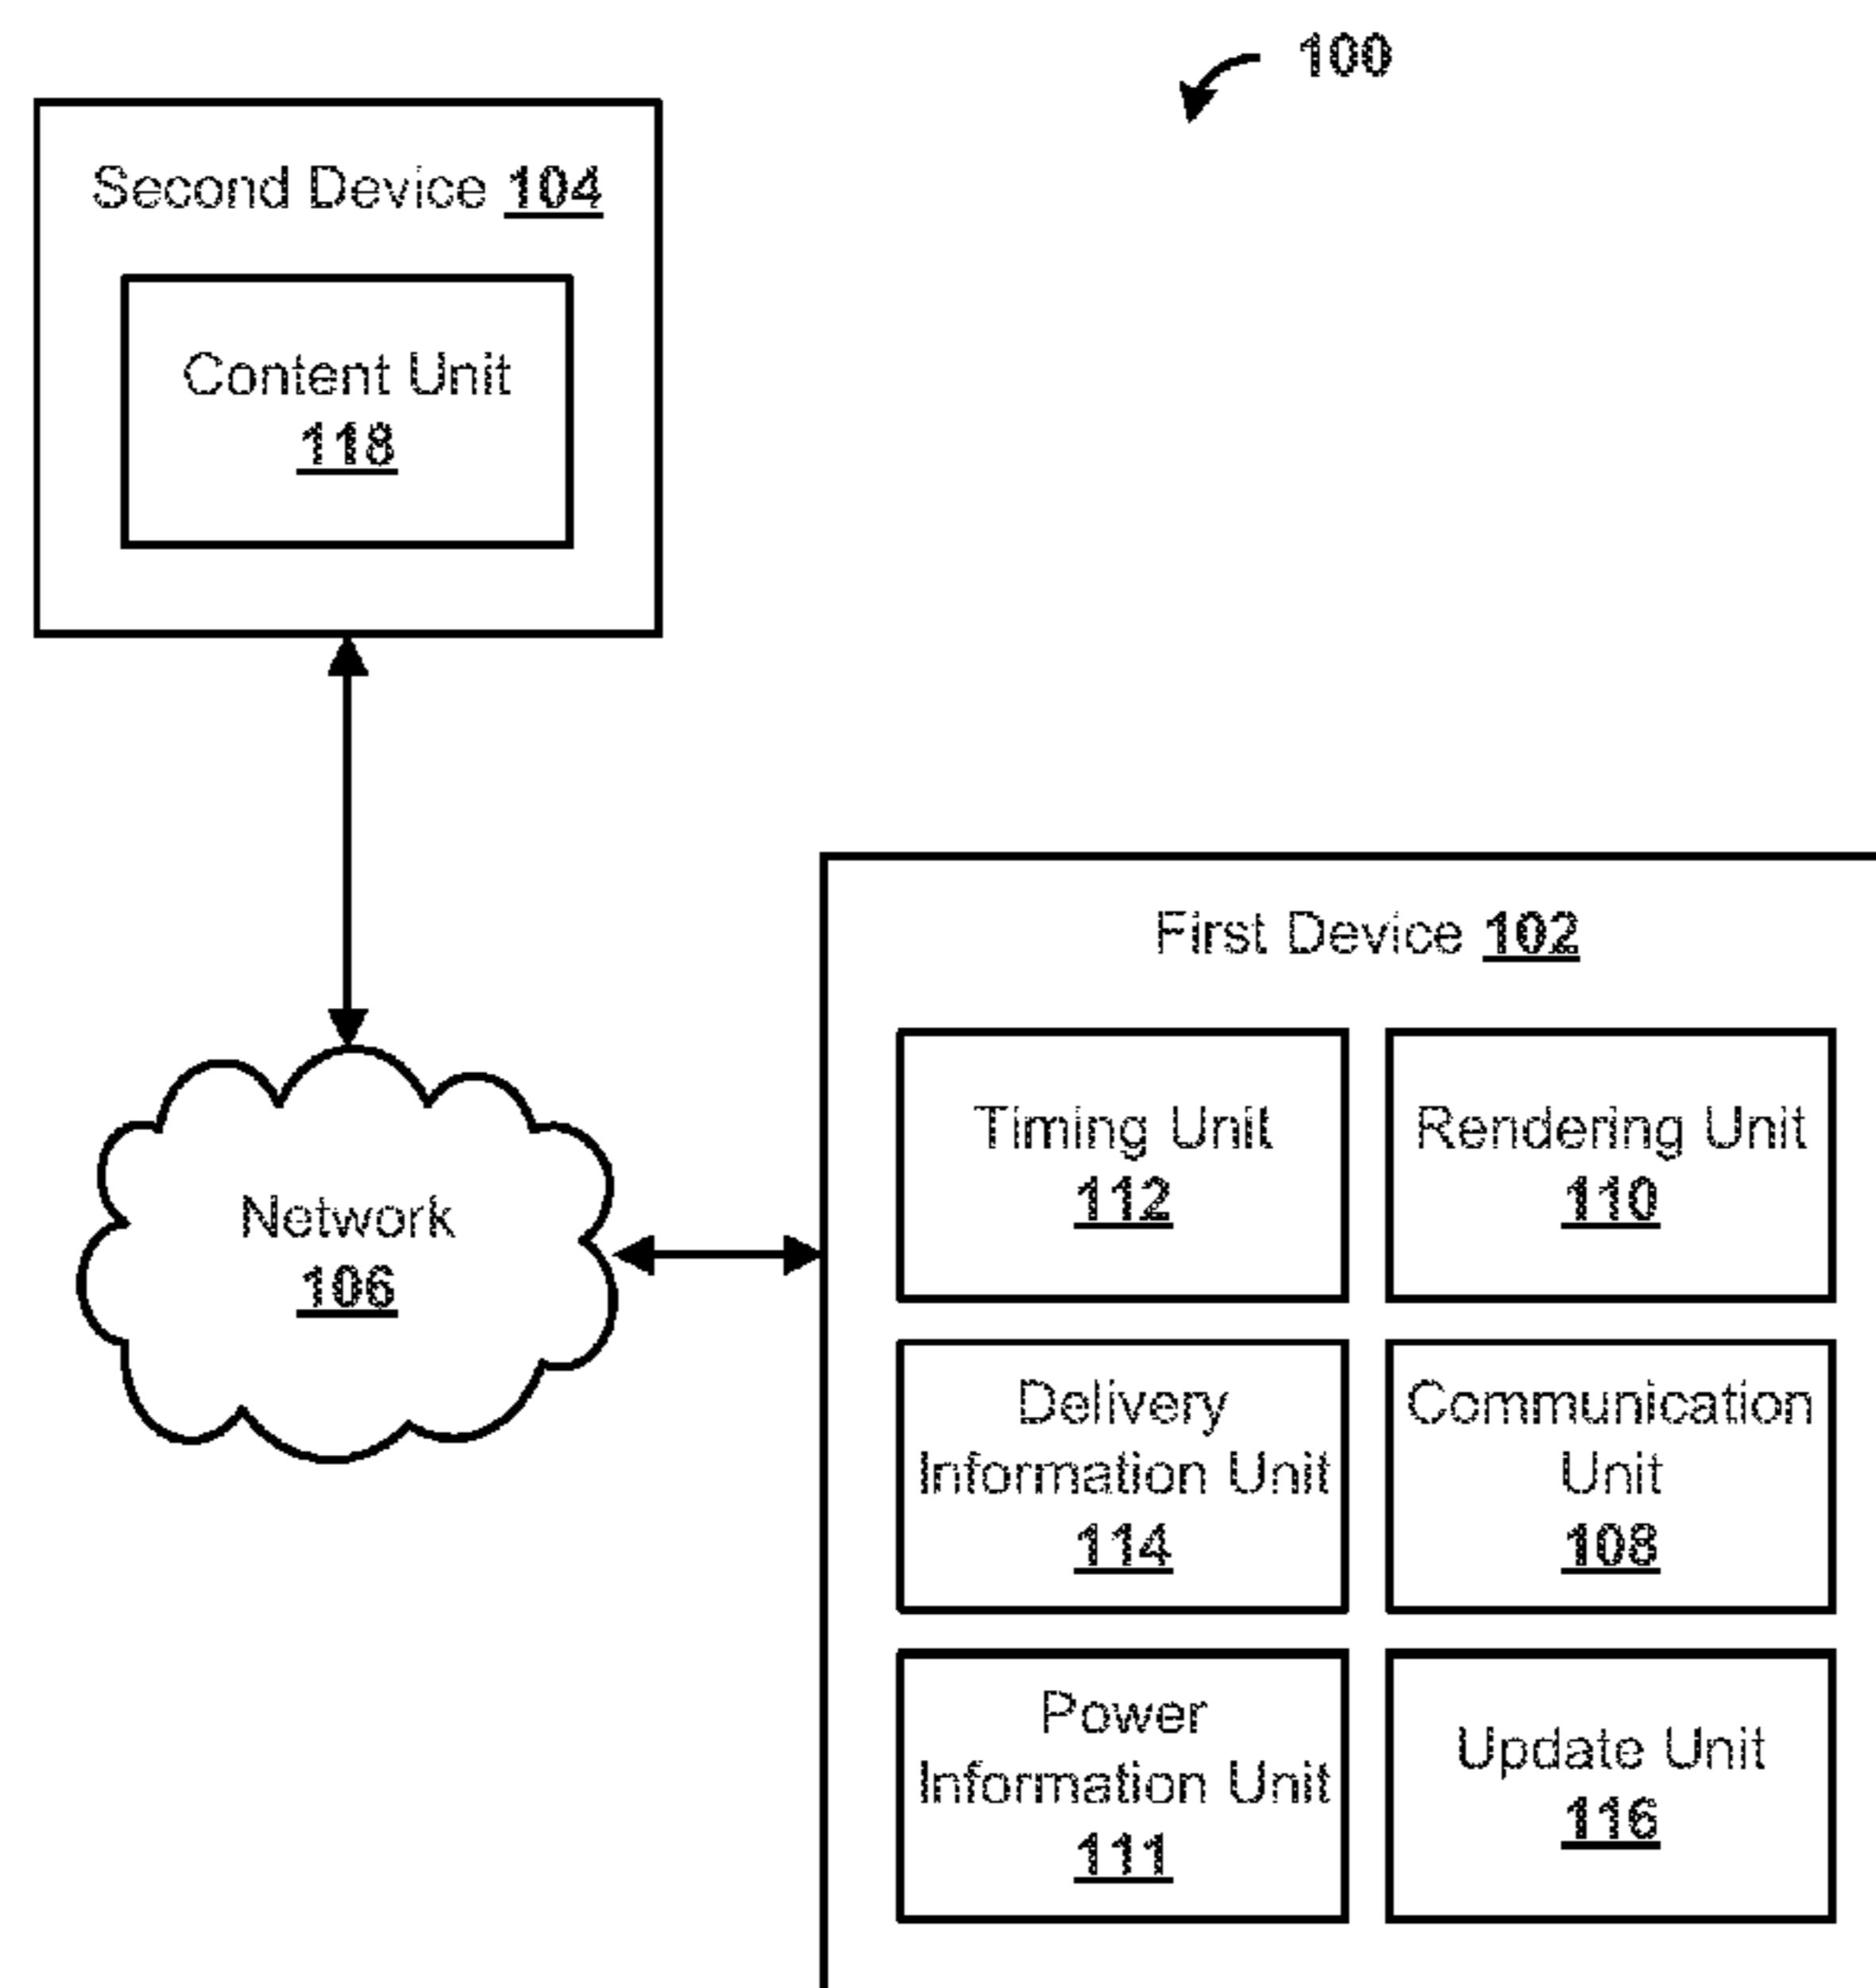 100
Second Device 104
Content Unit
118
First Device 102
Timing Unit
112
Rendering Unit
110
Network
106
Delivery
Information Unit
114
Communication
Unit
108
Power
Information Unit
111
Update Unit
116